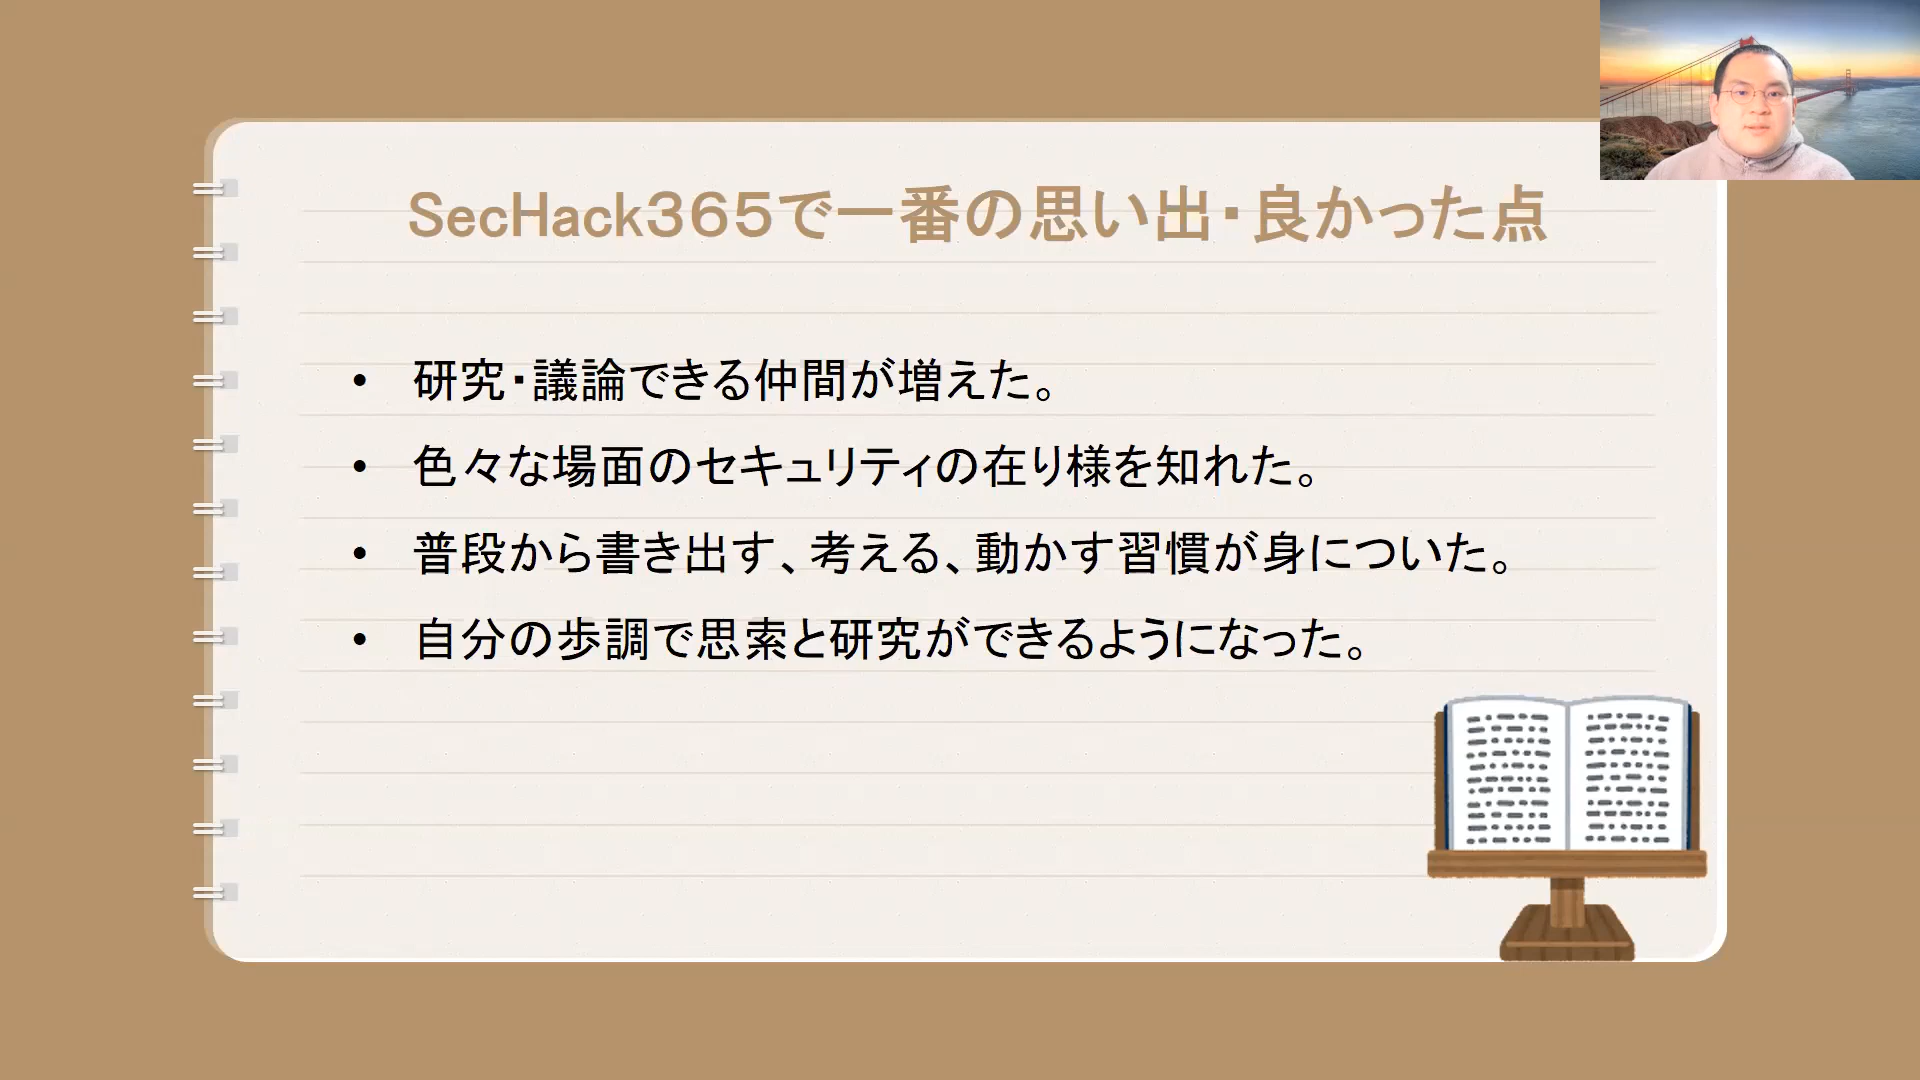 SecHack365で一番の思い出・良かった点
• 研究・議論できる仲間が増えた。
• 色々な場面のセキュリティの在り様を知れた。
• 普段から書き出す、考える、動かす習慣が身についた。
• 自分の歩調で思索と研究ができるようになった。